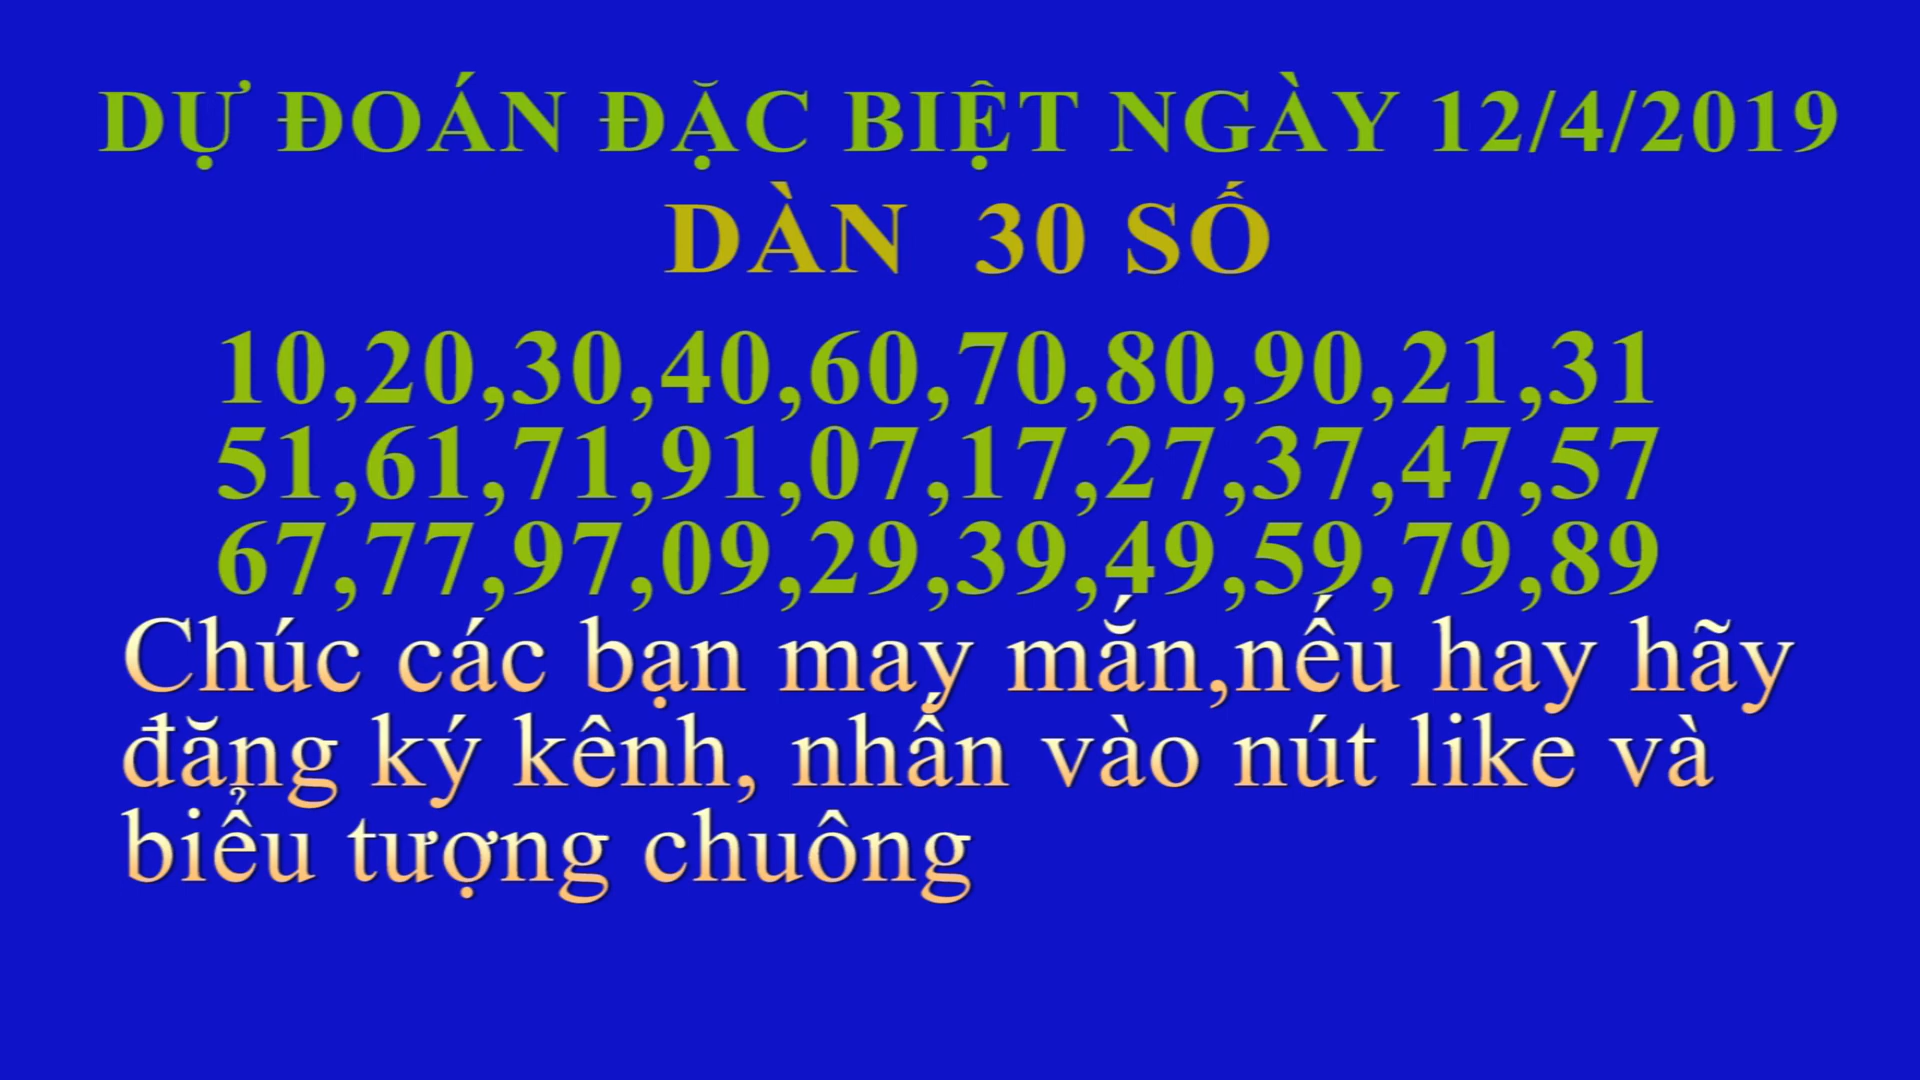 DỰ ĐOÁN ĐẶC BIỆT NGÀY 12/4/2019
DÀN 30 SỐ
10,20,30,40,60,70,80,90,21,31
51,61,71,91,07,17,27,37,47,57
67,77,97,09,29,39,49,59,79,89
Chúc các bạn may mắn,nếu hay hãy
đăng ký kênh, nhấn vào nút like và
biểu tượng chuông